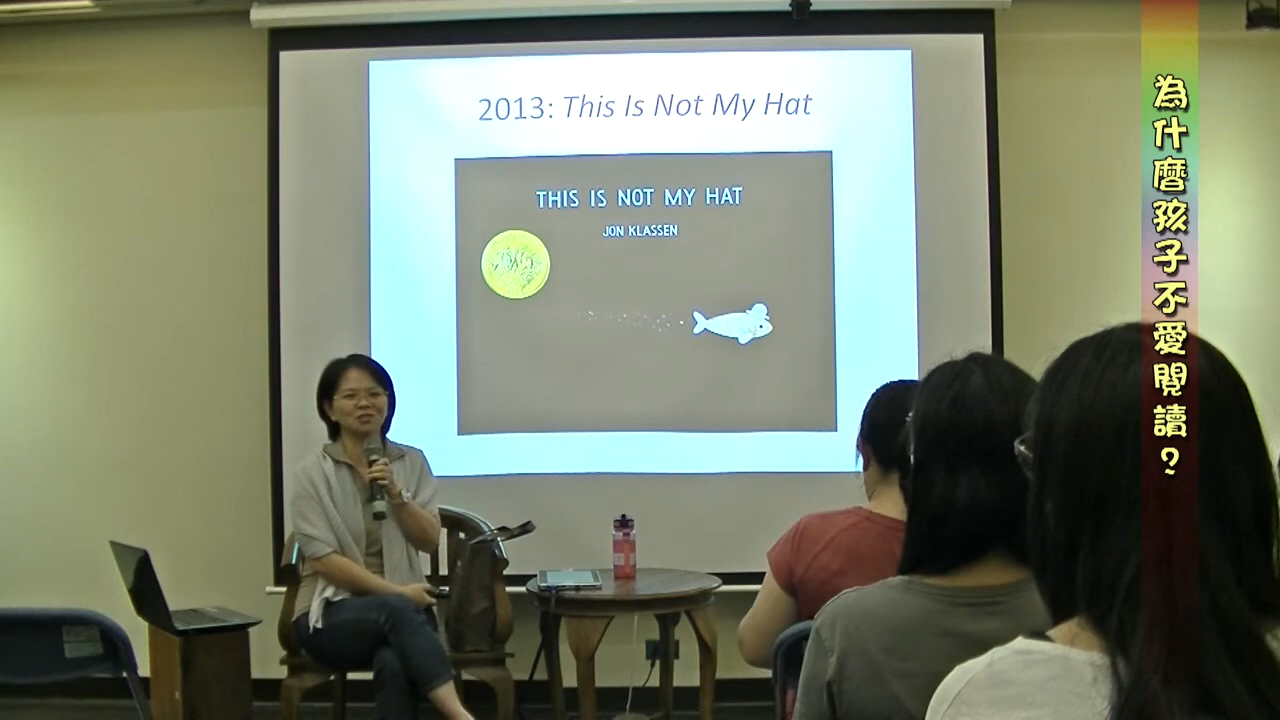 2013: This Is Not My Hat
THIS IS NOT MY HAT
JON KLASSEN
為什麼孩子不愛閱讀？